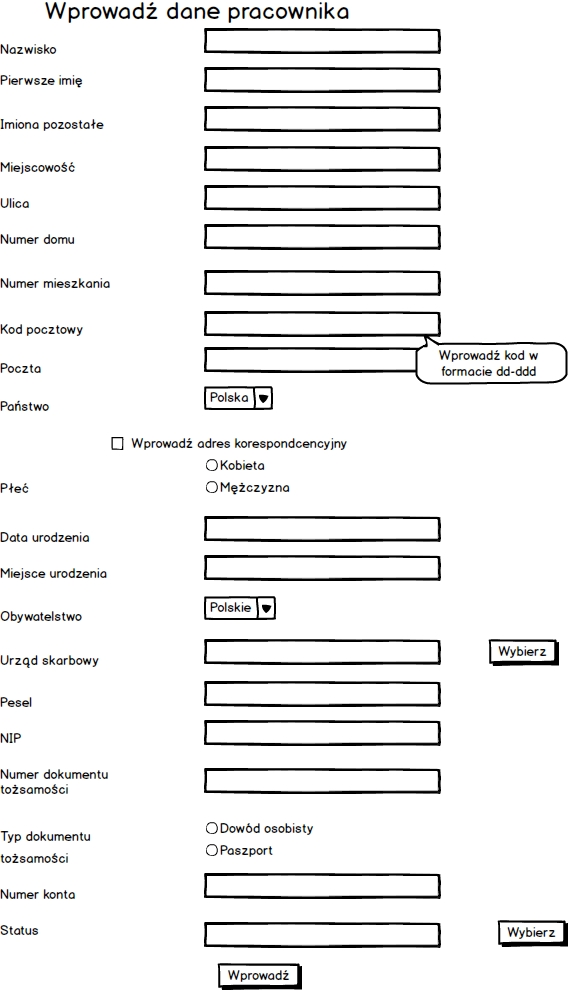 Wprowadź dane pracownika
Nazwisko
Pierwsze imię
Imiona pozostałe
Miejscowość
Ulica
Numer domu
Numer mieszkania
Kod pocztowy
Wprowadź kod w
formacie dd-ddd
Poczta
Państwo
Polska
Wprowadź adres korespondcencyjny
Płeć
Kobieta
Mężczyzna
Data urodzenia
Miejsce urodzenia
Obywatelstwo
Polskie
Urząd skarbowy
Wybierz
Pesel
NIP
Numer dokumentu
tożsamości
Typ dokumentu
tożsamości
Dowód osobisty
Paszport
Numer konta
Status
Wybierz
Wprowadź